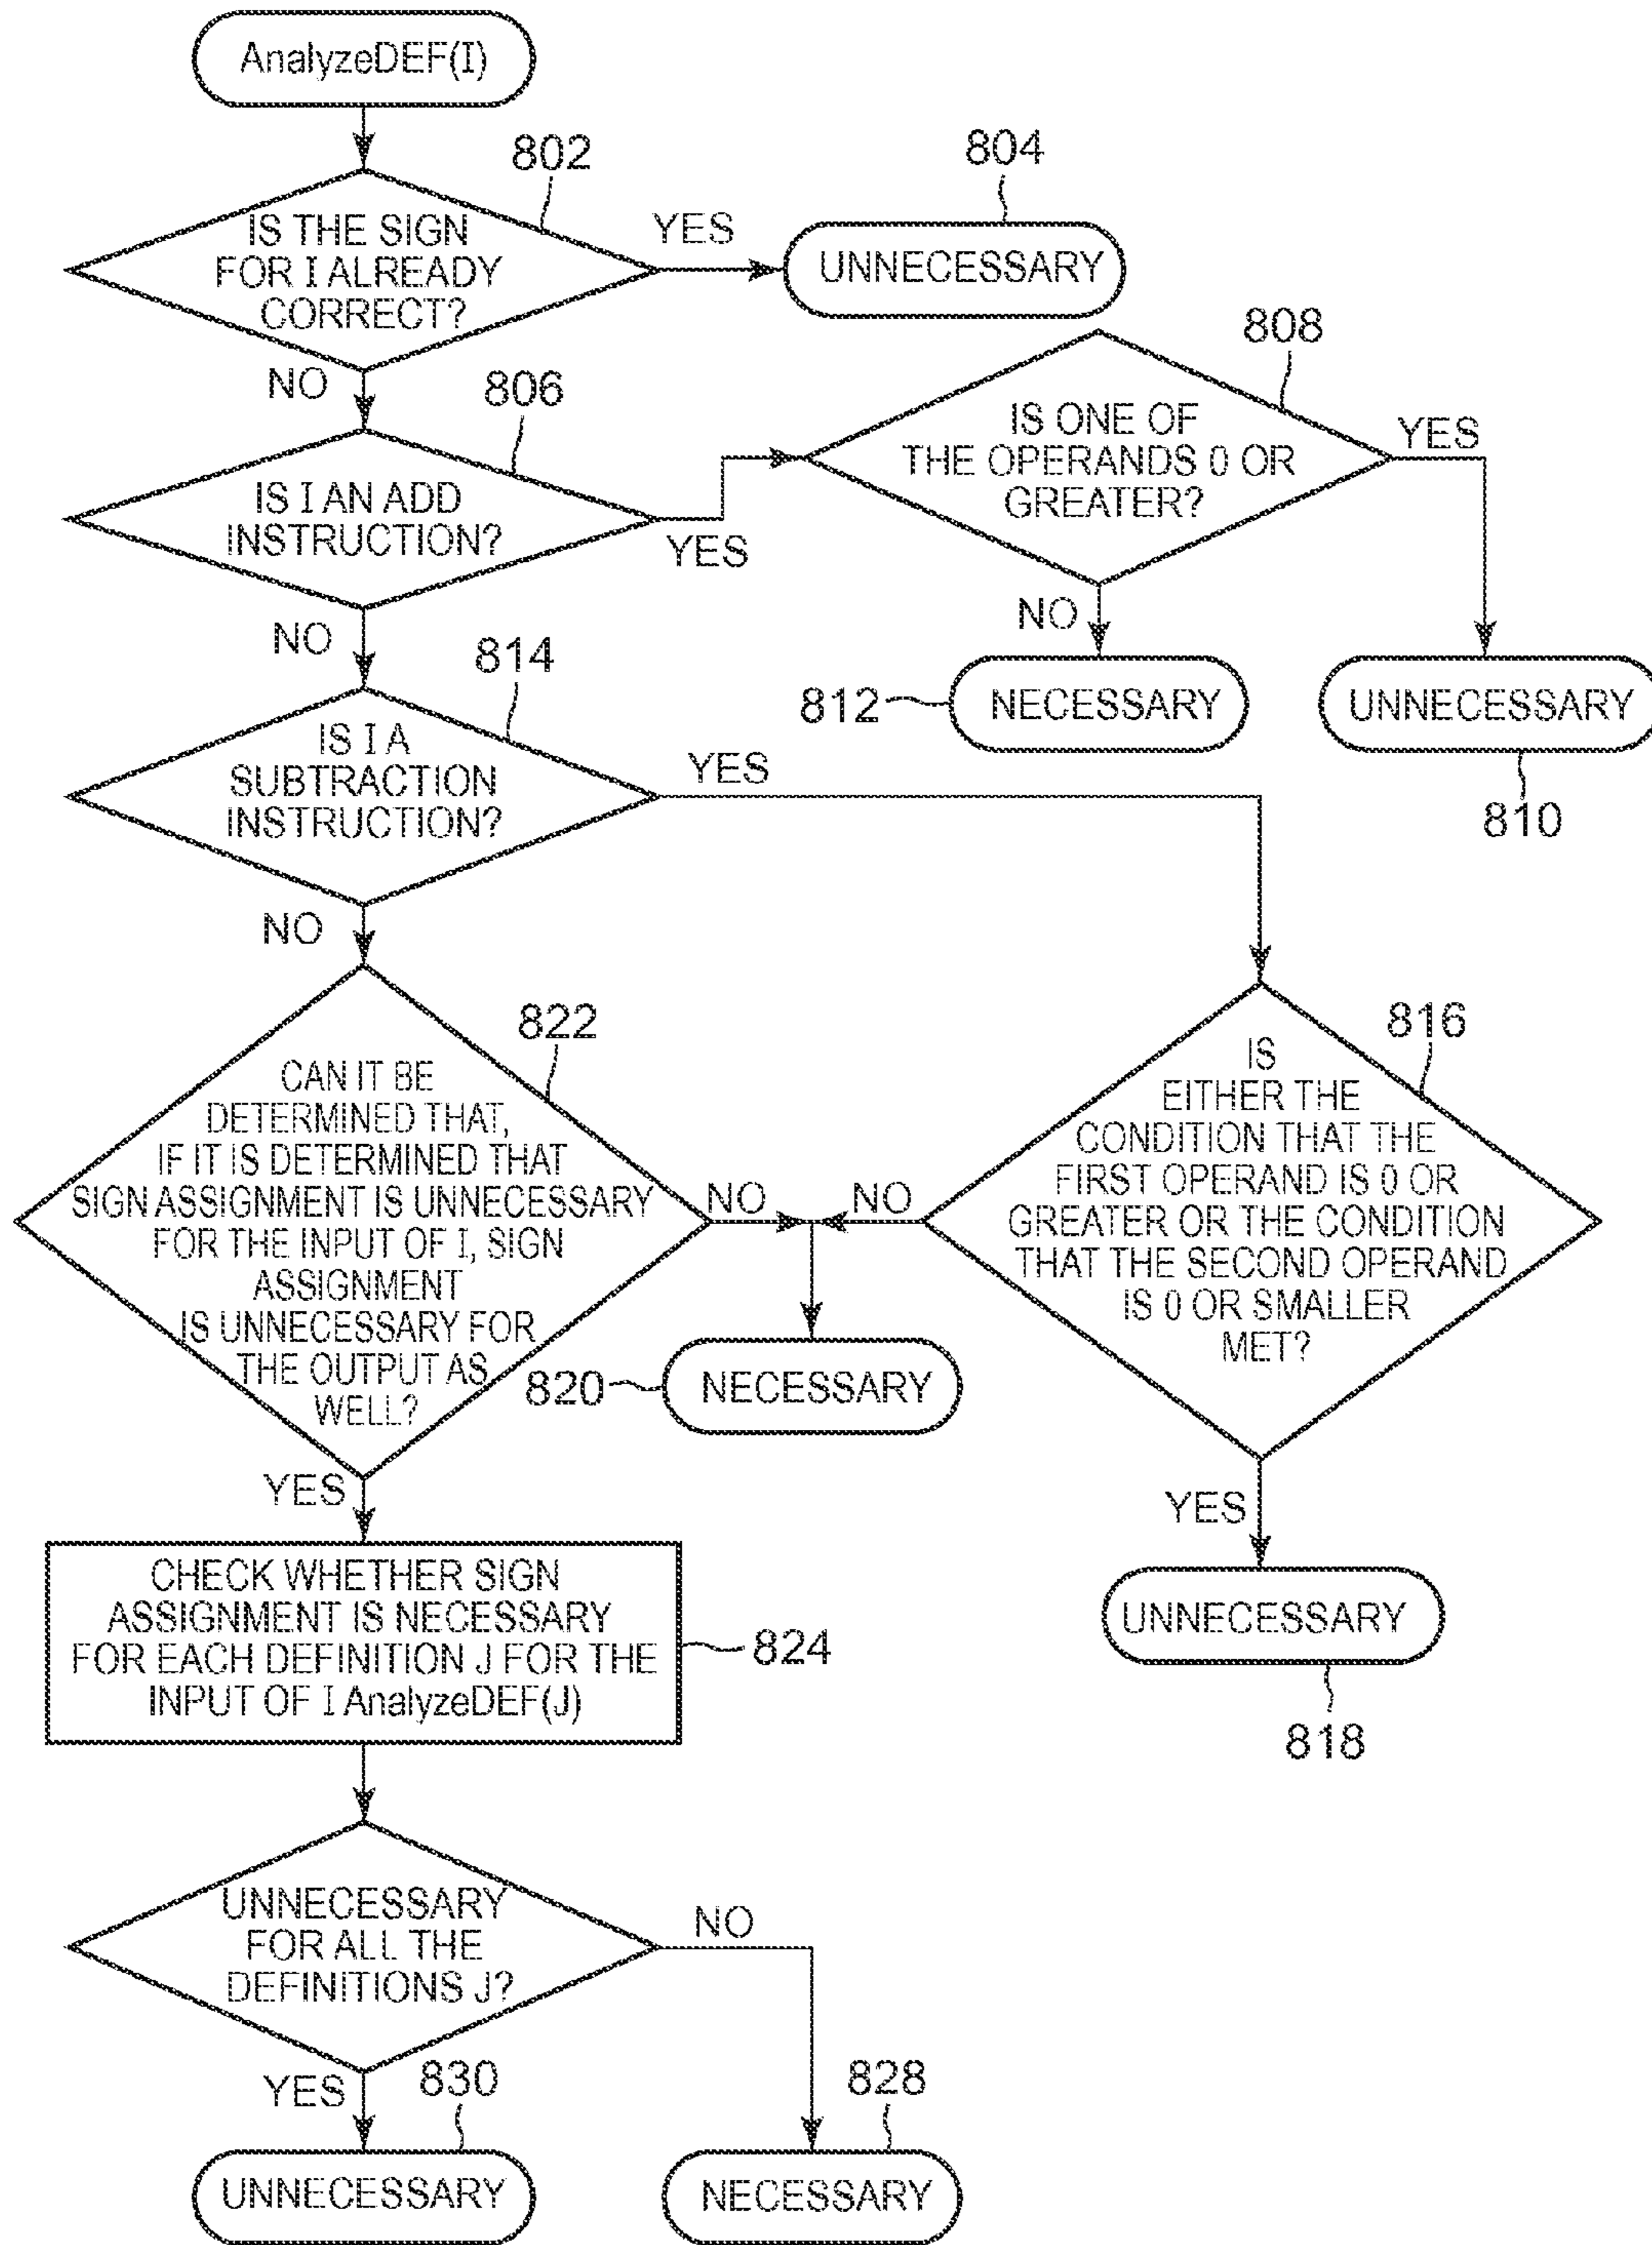 AnalyzeDEF(I)
802
IS THE SIGN
FOR I ALREADY
CORRECT?
YES
804
UNNECESSARY
NO
806
IS I AN ADD
INSTRUCTION?
YES
808
IS ONE OF
THE OPERANDS 0 OR
GREATER?
YES
NO
812
NECESSARY
UNNECESSARY
810
NO
814
IS I A
SUBTRACTION
INSTRUCTION?
YES
NO
822
CAN IT BE
DETERMINED THAT,
IF IT IS DETERMINED THAT
SIGN ASSIGNMENT IS UNNECESSARY
FOR THE INPUT OF I, SIGN
ASSIGNMENT
IS UNNECESSARY FOR
THE OUTPUT AS
WELL?
NO
NO
816
IS
EITHER THE
CONDITION THAT THE
FIRST OPERAND IS 0 OR
GREATER OR THE CONDITION
THAT THE SECOND OPERAND
IS 0 OR SMALLER
MET?
820
NECESSARY
YES
YES
UNNECESSARY
818
CHECK WHETHER SIGN
ASSIGNMENT IS NECESSARY
FOR EACH DEFINITION J FOR THE
INPUT OF I AnalyzeDEF(J)
824
UNNECESSARY
FOR ALL THE
DEFINITIONS J?
NO
YES
830
UNNECESSARY
828
NECESSARY